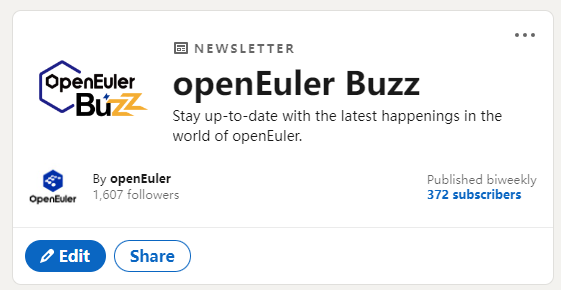 NEWSLETTER
OpenEuler
Buzz
openEuler Buzz
Stay up-to-date with the latest happenings in the
world of openEuler.
OpenEuler
By openEuler
1,607 followers
Published biweekly
372 subscribers
Edit
Share